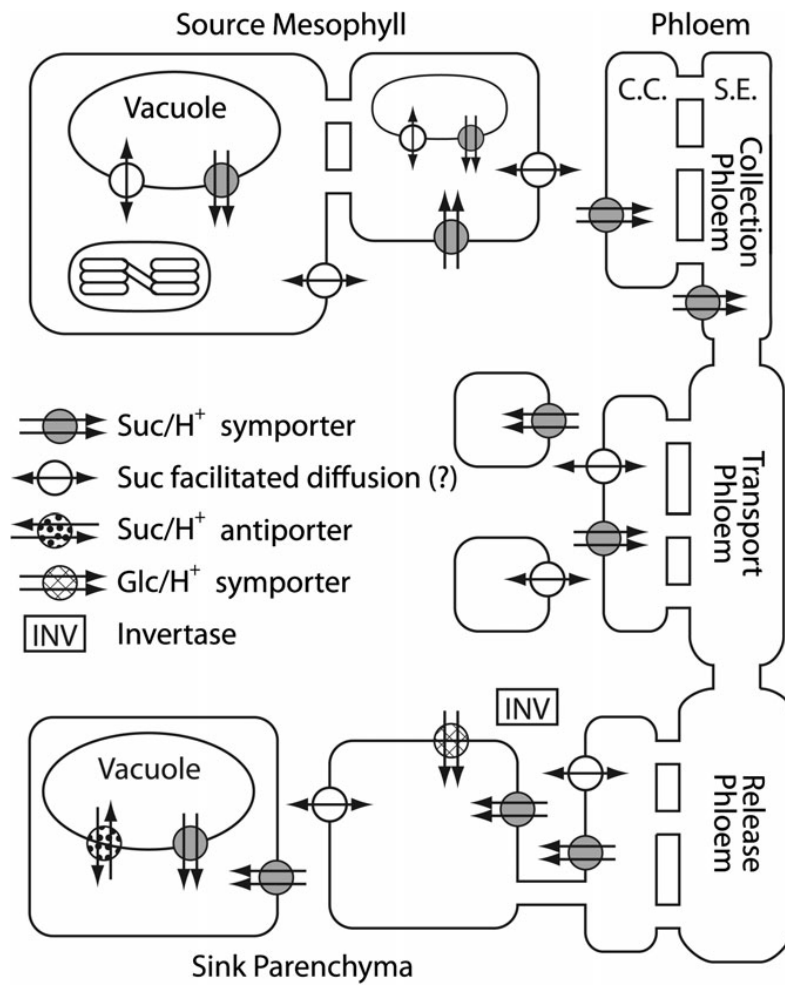 Source Mesophyll
Phloem
Vacuole
C.C.
S.E.
Collection
Phloem
Suc/H⁺ symporter
Suc facilitated diffusion (?)
Suc/H⁺ antiporter
Glc/H⁺ symporter
INV
Invertase
Transport
Phloem
INV
Vacuole
Release
Phloem
Sink Parenchyma